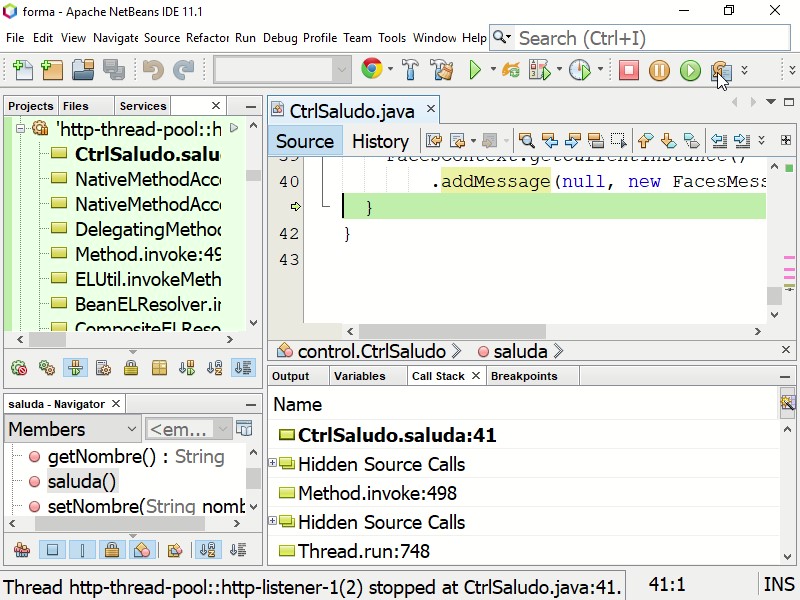 forma - Apache NetBeans IDE 11.1
File Edit View Navigate Source Refactor Run Debug Profile Team Tools Window Help Search (Ctrl+I)
Projects Files Services
'http-thread-pool::h
CtrlSaludo.salu
NativeMethodAcc
NativeMethodAcc
DelegatingMethod
Method.invoke:49
ELUtil.invokeMeth
BeanELResolver.in
CompositeELReso
CtrlSaludo.java
Source History
39 FacesContext.getCurrentInstance()
40 .addMessage(null, new FacesMess
}
42 }
43
control.CtrlSaludo saluda
saluda - Navigator
Members <em...
getNombre() : String
saluda()
setNombre(String nomb
Output Variables Call Stack Breakpoints
Name
CtrlSaludo.saluda:41
Hidden Source Calls
Method.invoke:498
Hidden Source Calls
Thread.run:748
Thread http-thread-pool::http-listener-1(2) stopped at CtrlSaludo.java:41. 41:1 INS